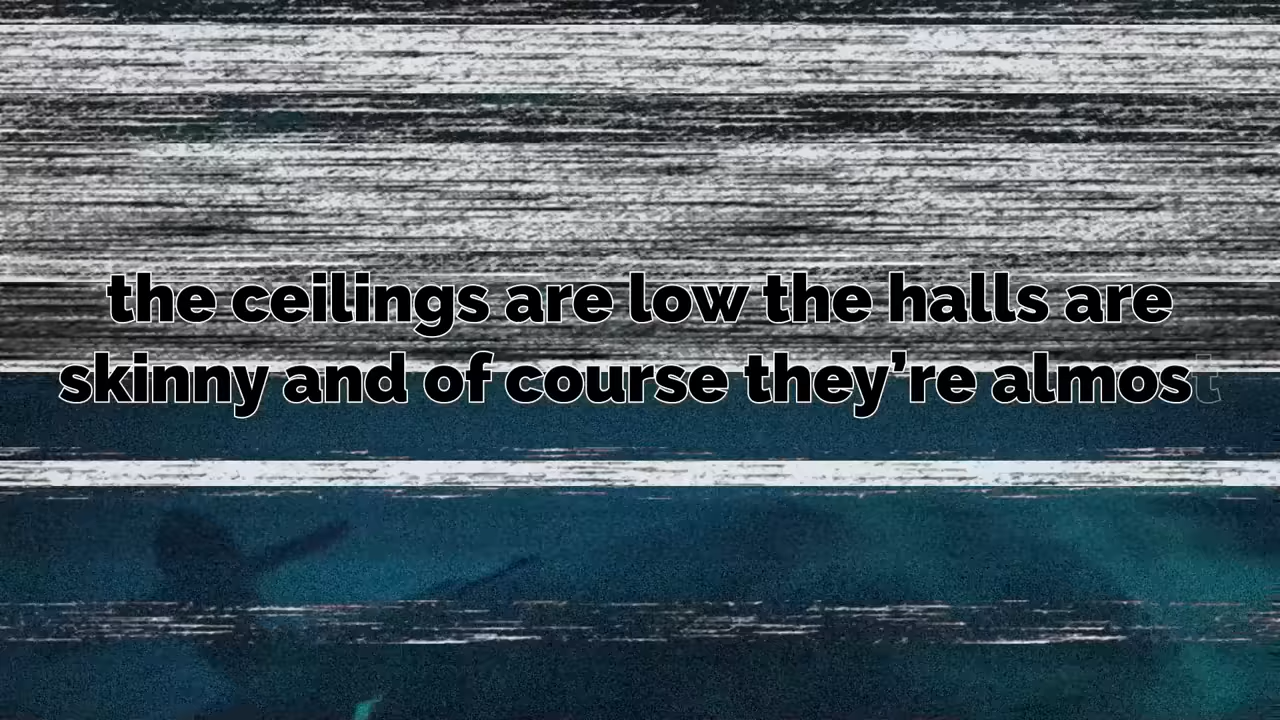 the ceilings are low the halls are
skinny and of course they’re almost